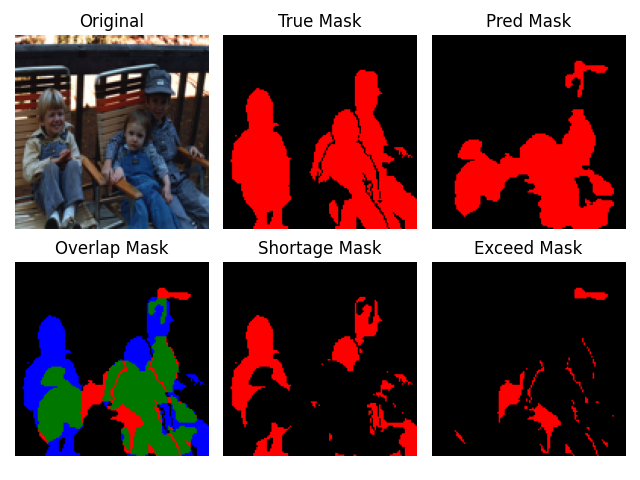 Original
True Mask
Pred Mask
Overlap Mask
Shortage Mask
Exceed Mask